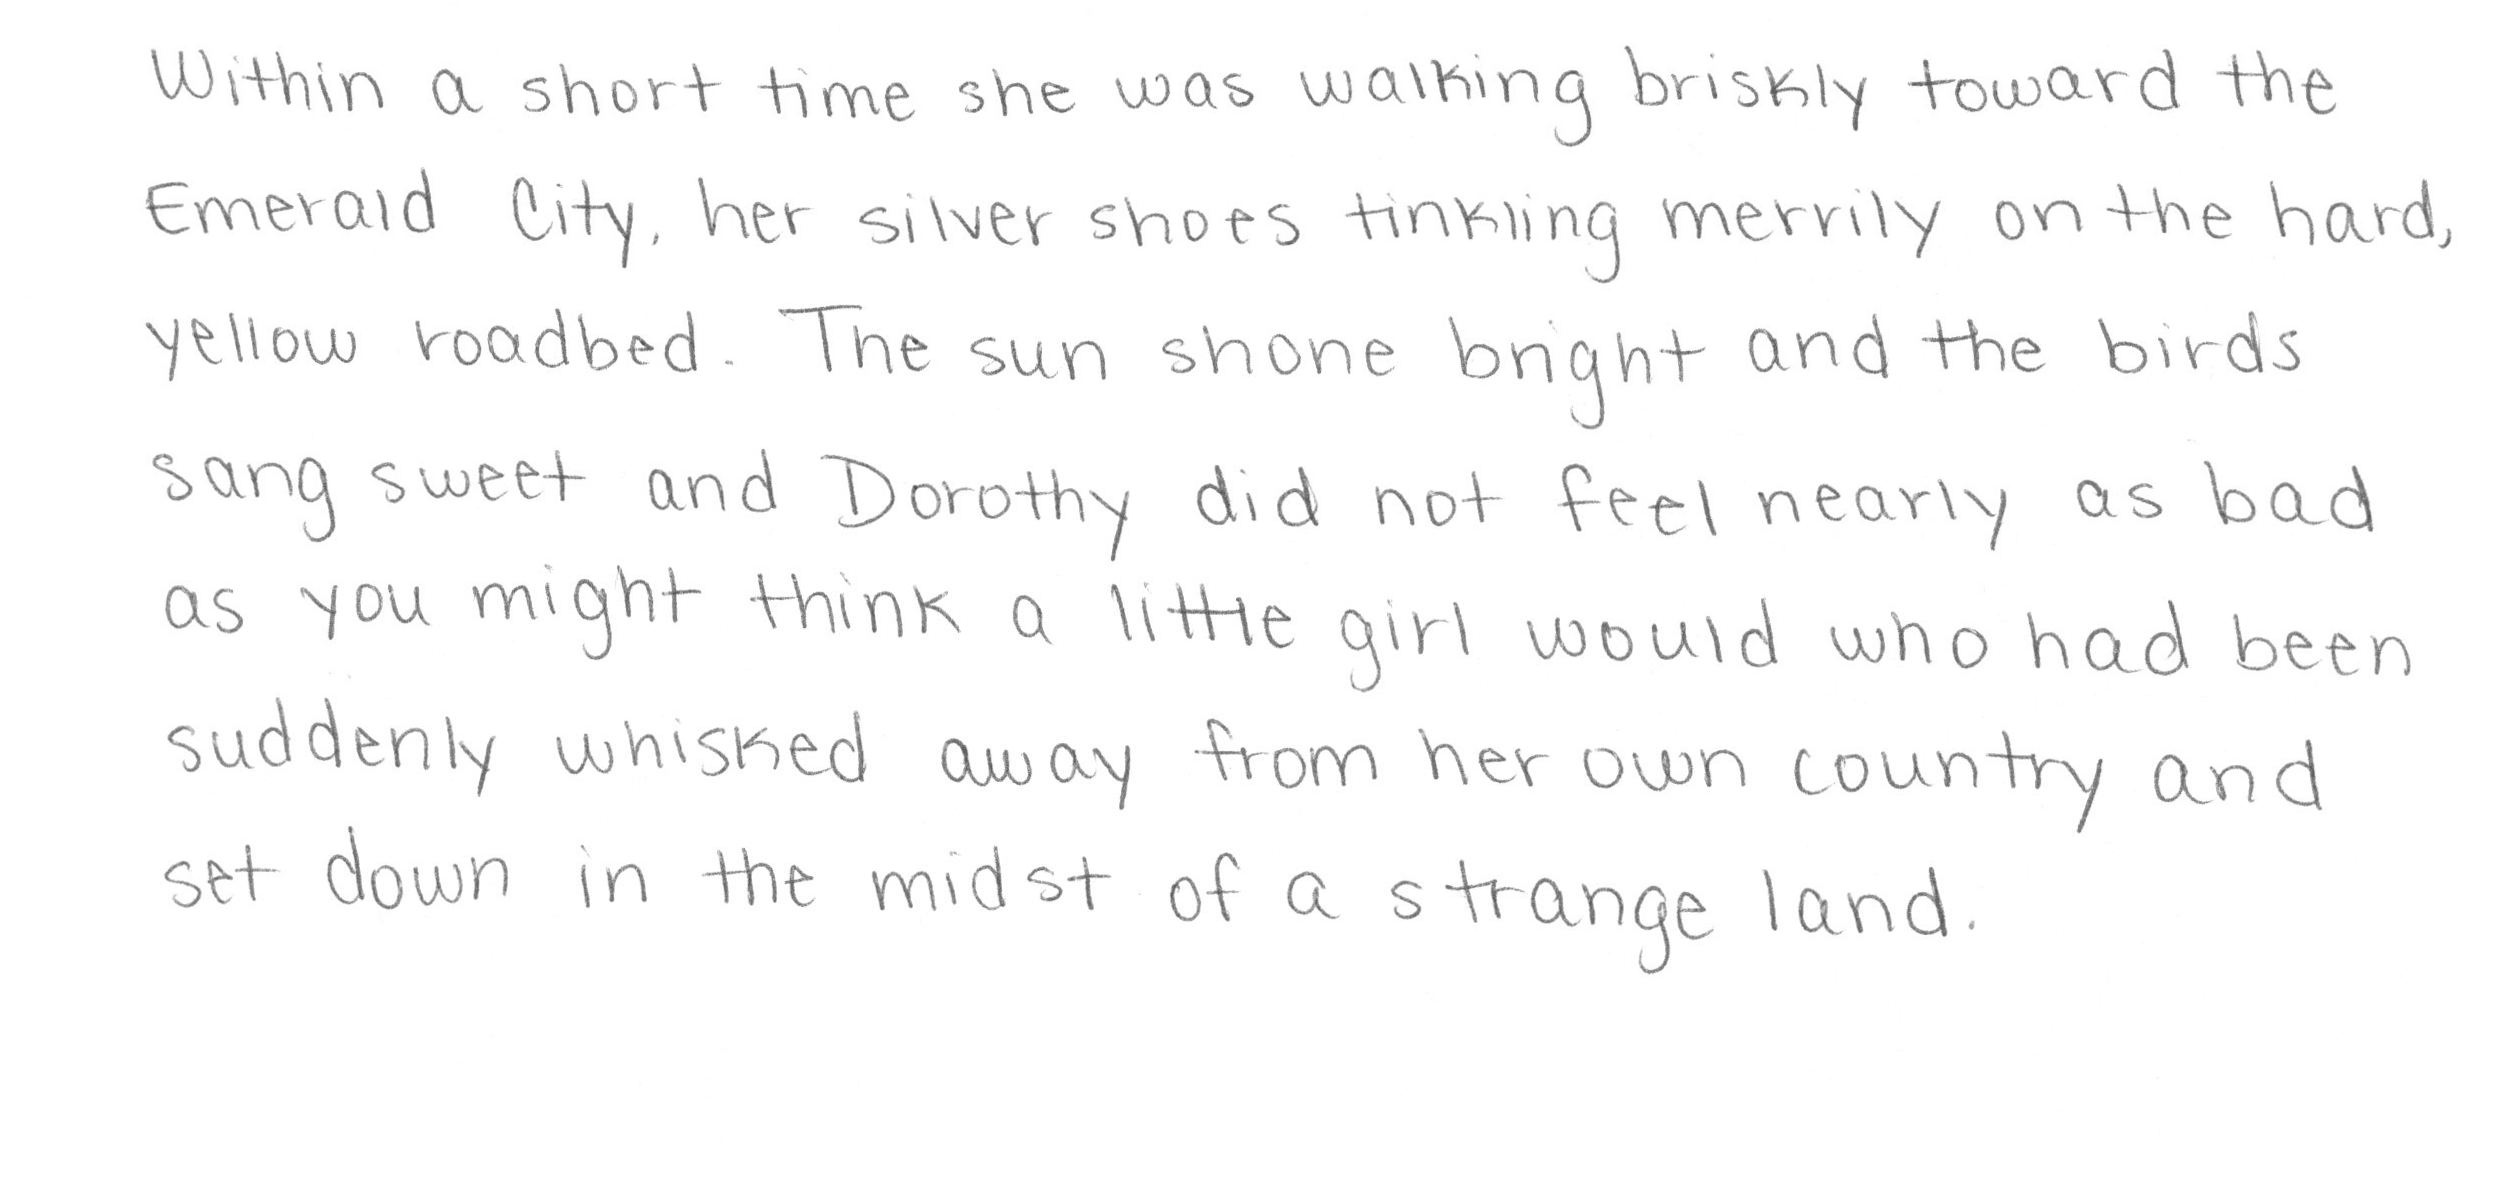 Within a short time she was walking briskly toward the
Emerald City, her silver shoes tinkling merrily on the hard,
yellow roadbed. The sun shone bright and the birds
sang sweet and Dorothy did not feel nearly as bad
as you might think a little girl would who had been
suddenly whisked away from her own country and
set down in the midst of a strange land.